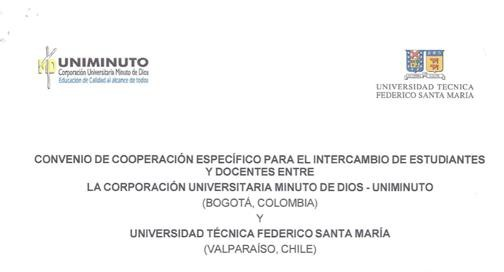 UNIMINUTO
Corporación Universitaria Minuto de Dios
Educación de Calidad al alcance de todos
UNIVERSIDAD TECNICA
FEDERICO SANTA MARIA
CONVENIO DE COOPERACIÓN ESPECÍFICO PARA EL INTERCAMBIO DE ESTUDIANTES
Y DOCENTES ENTRE
LA CORPORACIÓN UNIVERSITARIA MINUTO DE DIOS - UNIMINUTO
(BOGOTÁ, COLOMBIA)
Y
UNIVERSIDAD TÉCNICA FEDERICO SANTA MARÍA
(VALPARAÍSO, CHILE)